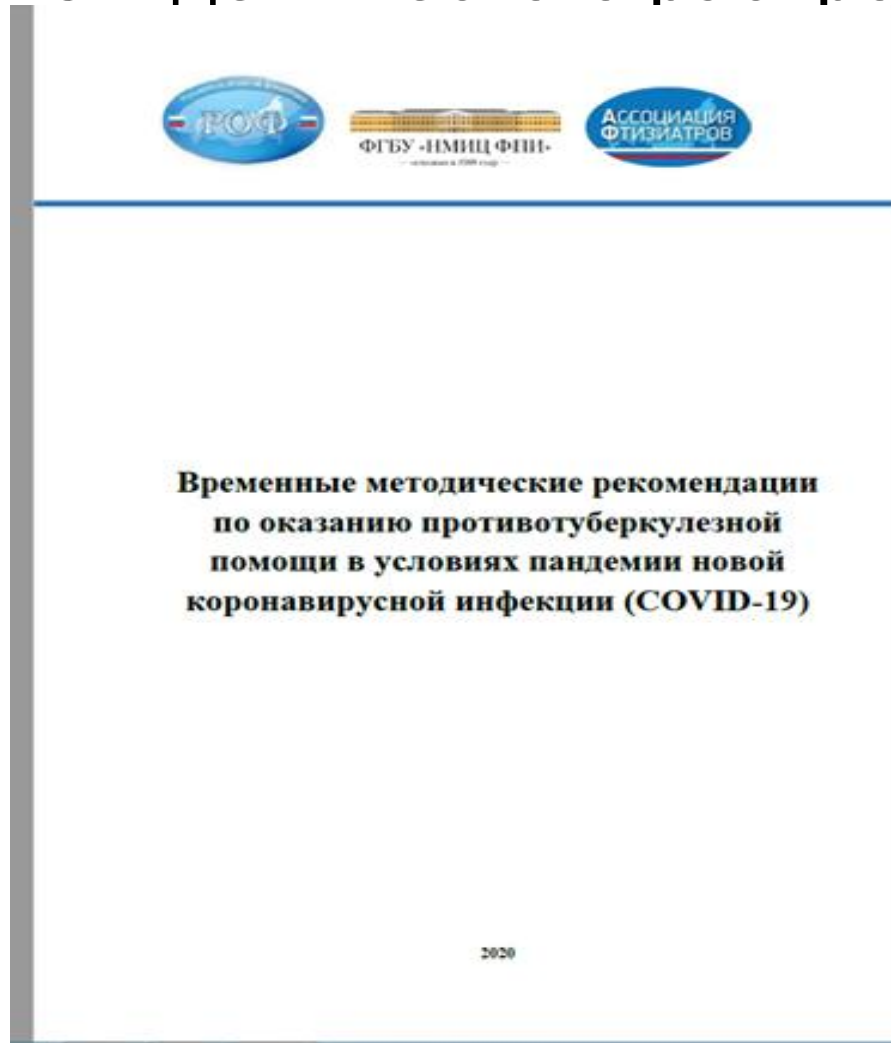 РОФ
ФГБУ «НМИЦ ФПИ»
АССОЦИАЦИЯ
ФТИЗИАТРОВ
Временные методические рекомендации
по оказанию противотуберкулезной
помощи в условиях пандемии новой
коронавирусной инфекции (COVID-19)
2020